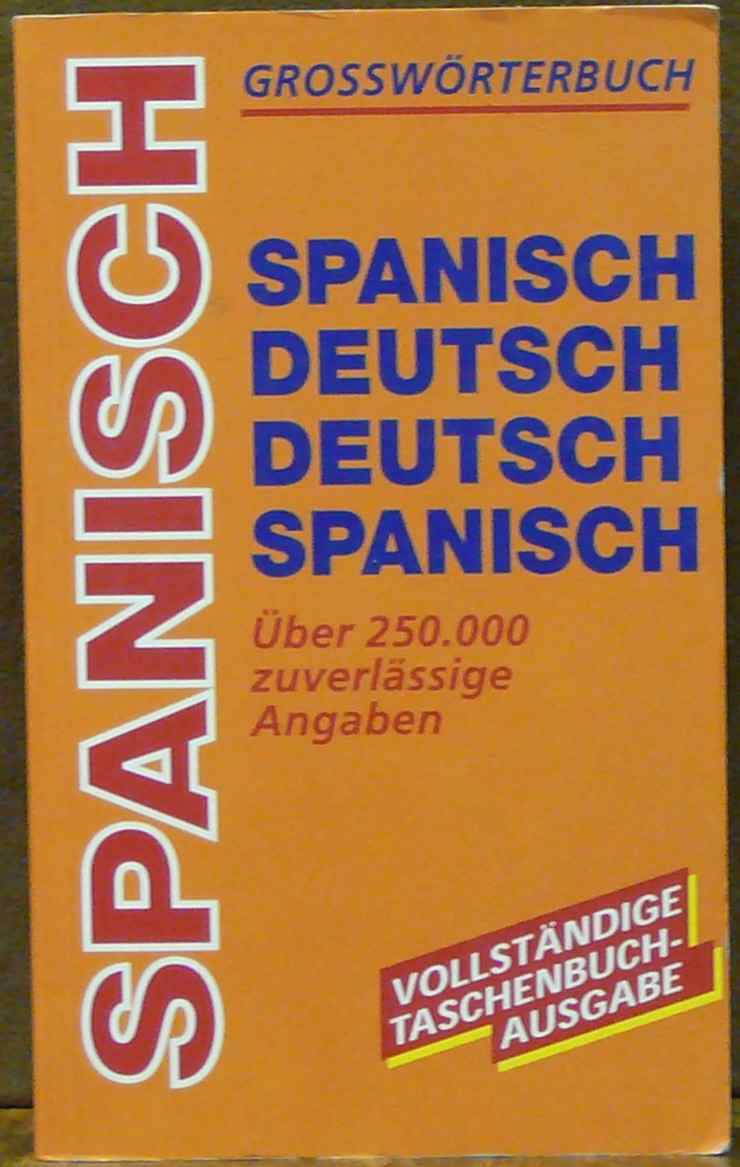 SPANISCH
GROSSWÖRTERBUCH
SPANISCH
DEUTSCH
DEUTSCH
SPANISCH
Über 250.000
zuverlässige
Angaben
VOLLSTÄNDIGE
TASCHENBUCH-
AUSGABE